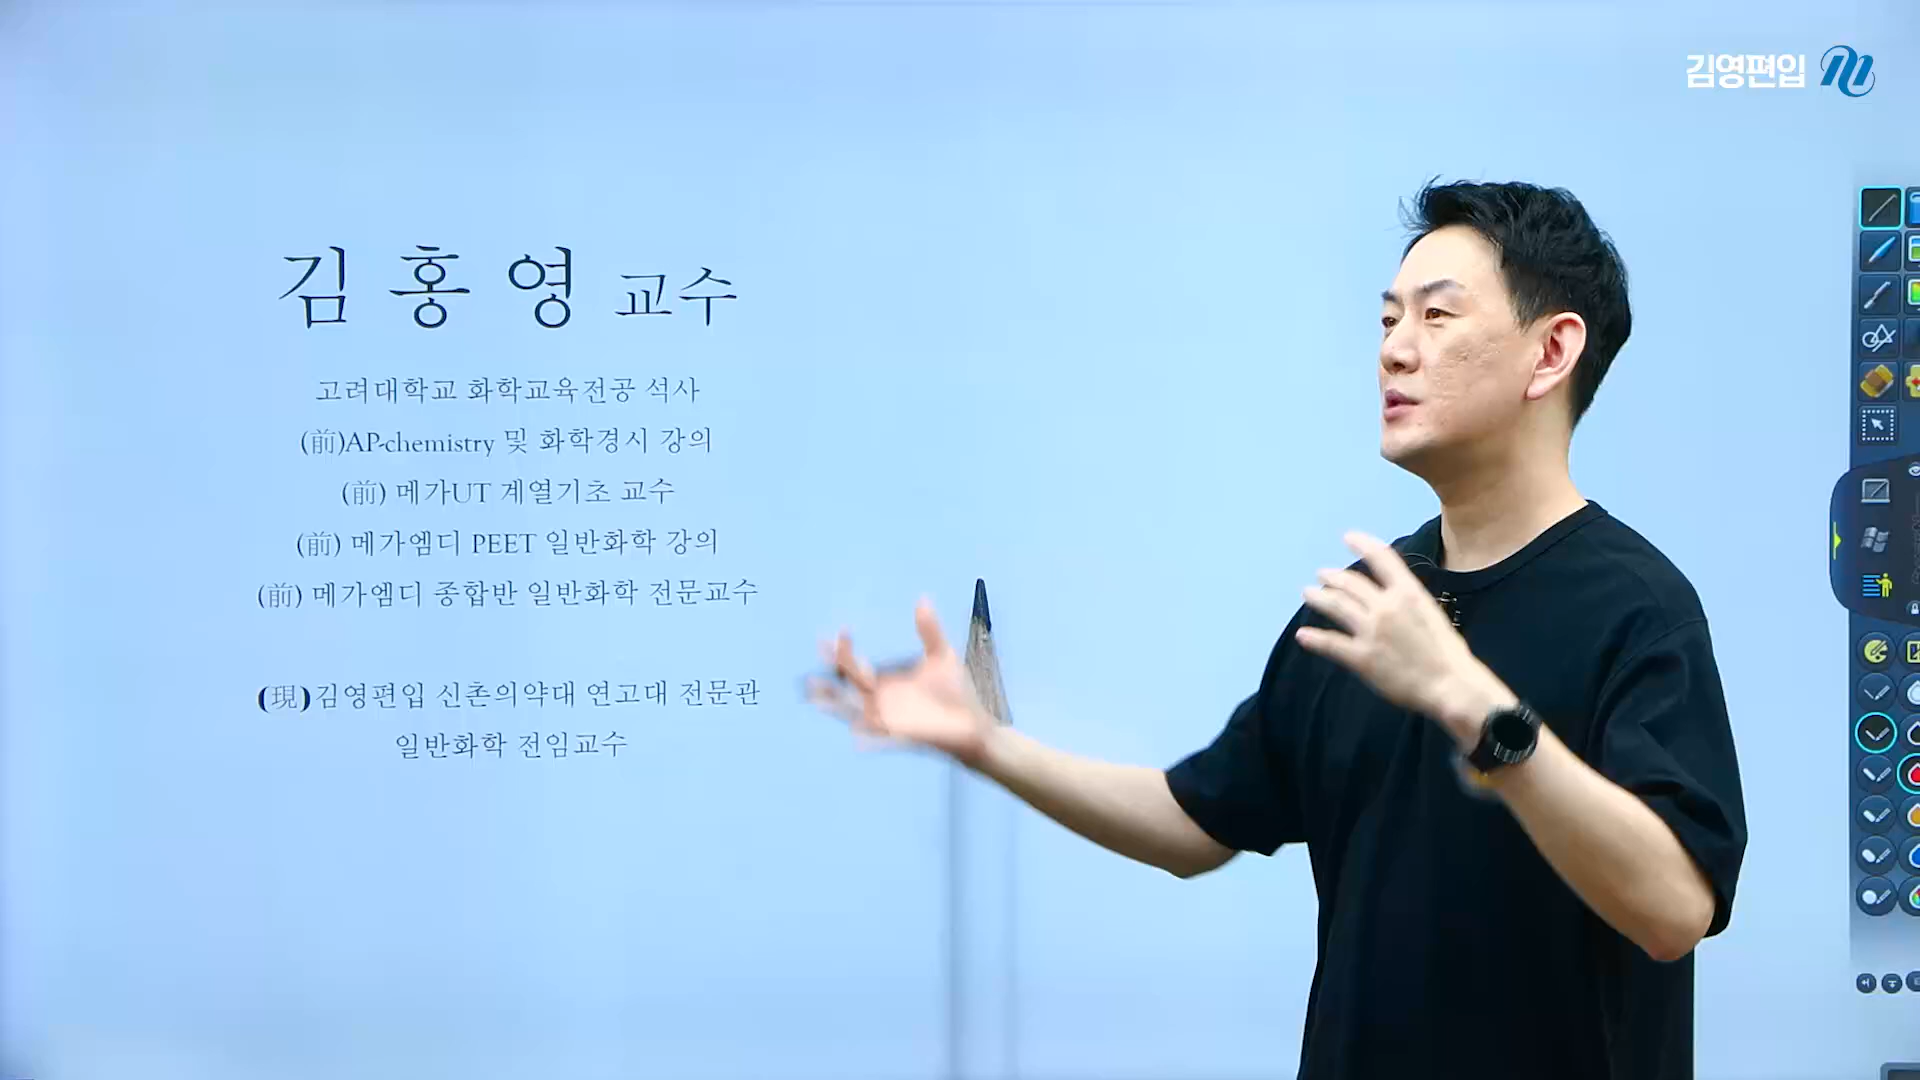 김영편입
김 홍 영 교수
고려대학교 화학교육전공 석사
(前)AP-chemistry 및 화학경시 강의
(前) 메가UT 계열기초 교수
(前) 메가엠디 PEET 일반화학 강의
(前) 메가엠디 종합반 일반화학 전문교수
(現)김영편입 신촌의약대 연고대 전문관
일반화학 전임교수